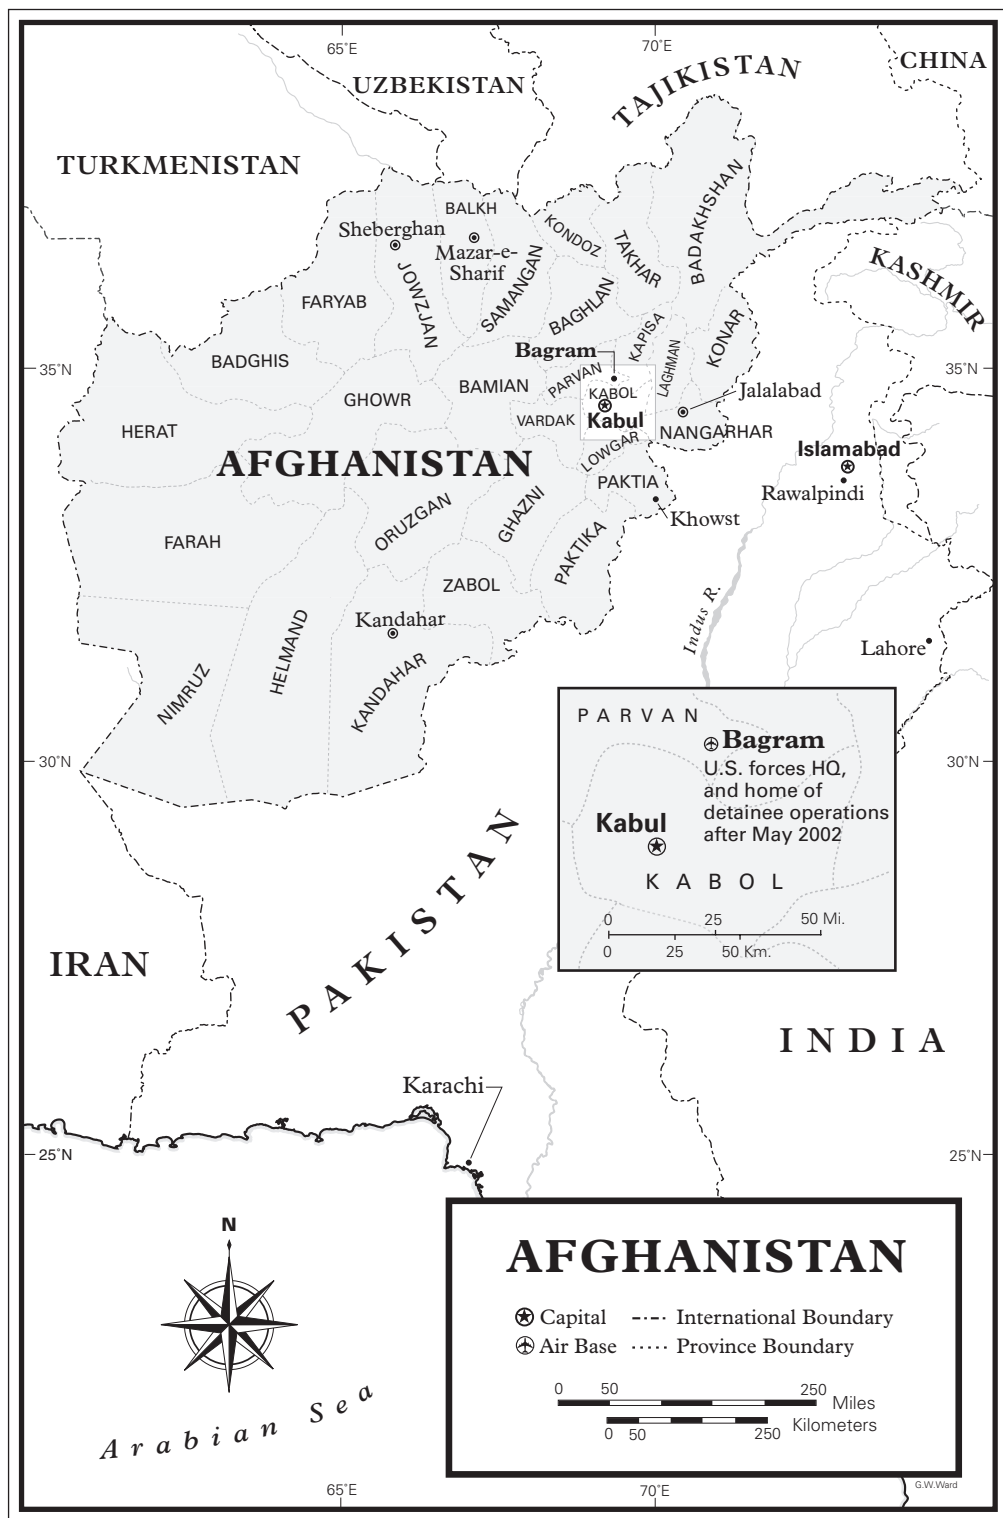 65°E
70°E
CHINA
UZBEKISTAN
TAJIKISTAN
TURKMENISTAN
BALKH
BADAKHSHAN
Sheberghan
KONDOZ
TAKHAR
Mazar-e-
Sharif
KASHMIR
JOWZJAN
SAMANGAN
FARYAB
BAGHLAN
KAPISA
KONAR
LAGHMAN
BADGHIS
Bagram
35°N
35°N
PARVAN
BAMIAN
KABOL
Jalalabad
GHOWR
VARDAK
Kabul
HERAT
NANGARHAR
LOWGAR
Islamabad
AFGHANISTAN
PAKTIA
Rawalpindi
Khowst
ORUZGAN
GHAZNI
FARAH
PAKTIKA
ZABOL
Kandahar
Indus R.
HELMAND
Lahore
KANDAHAR
NIMRUZ
PARVAN
Bagram
U.S. forces HQ,
and home of
detainee operations
after May 2002
30°N
30°N
Kabul
KABOL
0 25 50 Mi.
0 25 50 Km.
PAKISTAN
IRAN
INDIA
Karachi
25°N
25°N
N
AFGHANISTAN
Capital International Boundary
Air Base Province Boundary
0 50 250
Miles
Kilometers
0 50 250
Arabian Sea
65°E
70°E
G.W.Ward